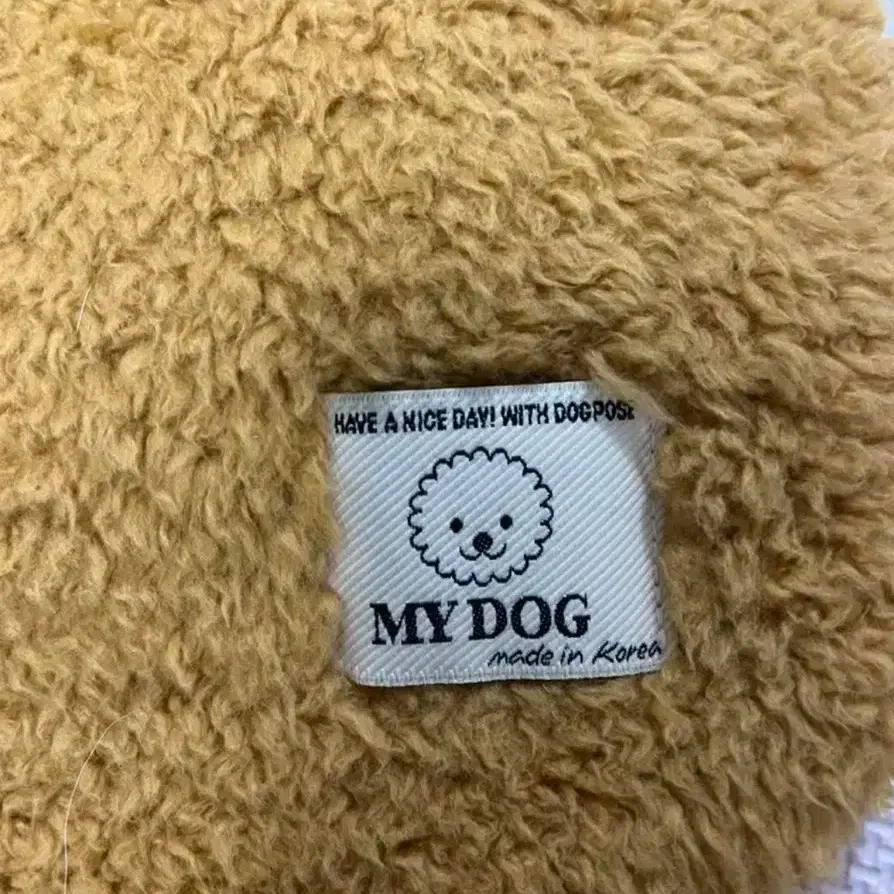 HAVE A NICE DAY! WITH DOGPOSE
MY DOG
made in Korea